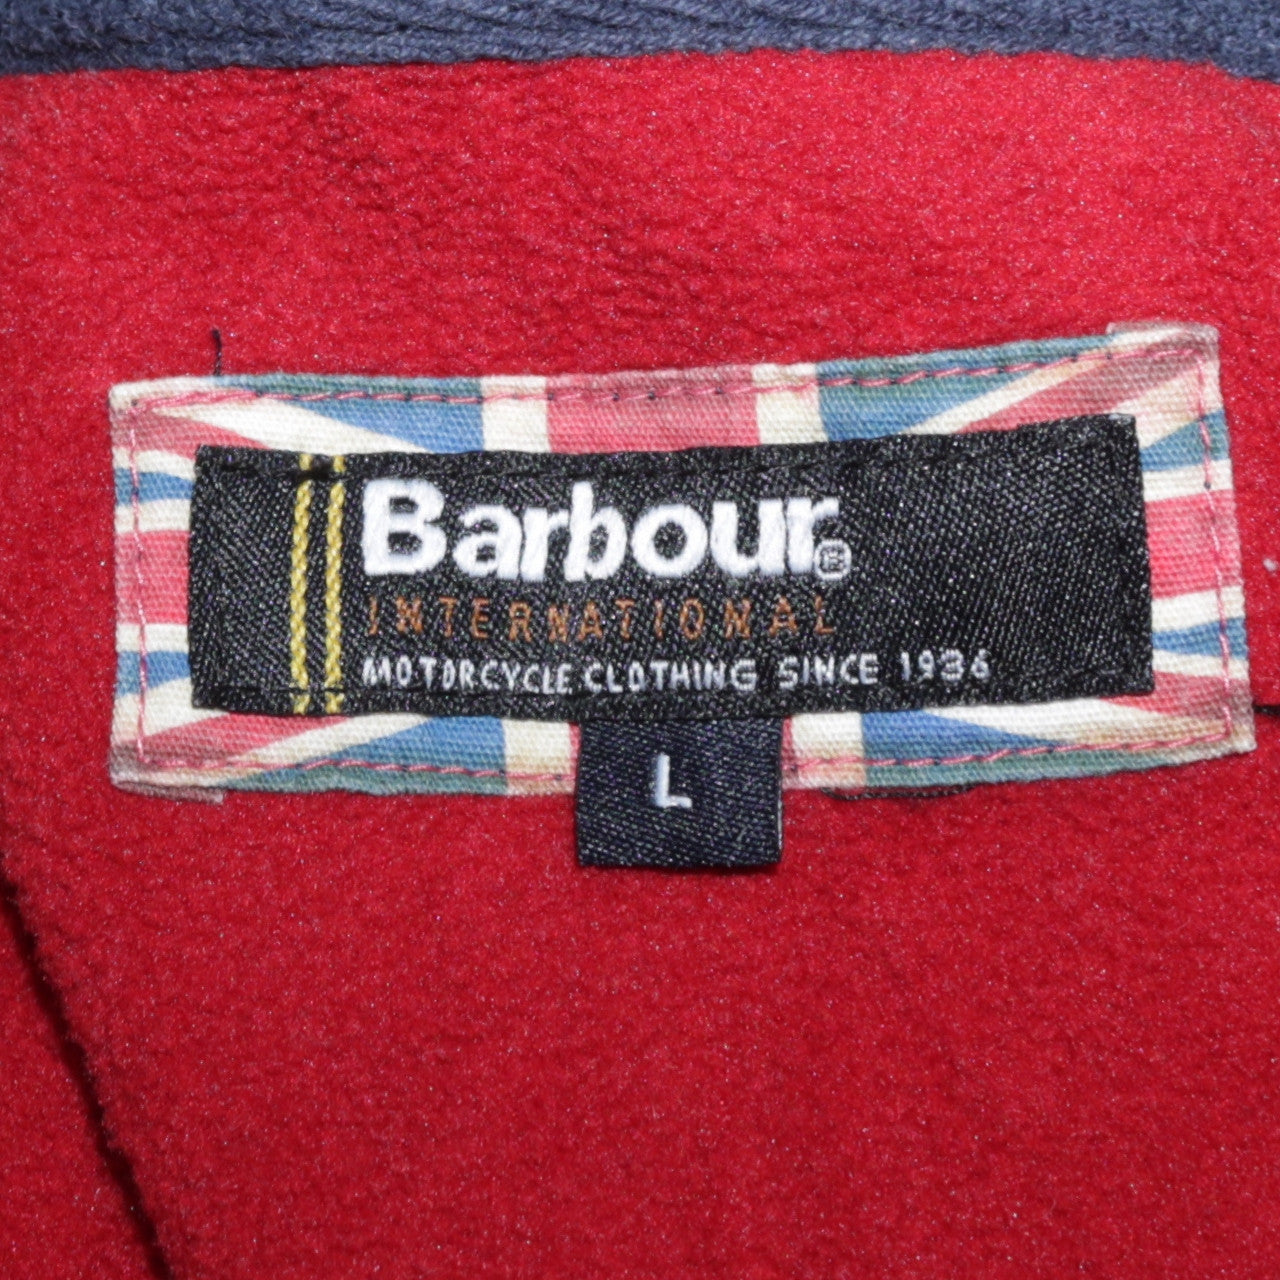 Barbour
INTERNATIONAL
MOTORCYCLE CLOTHING SINCE 1936
L